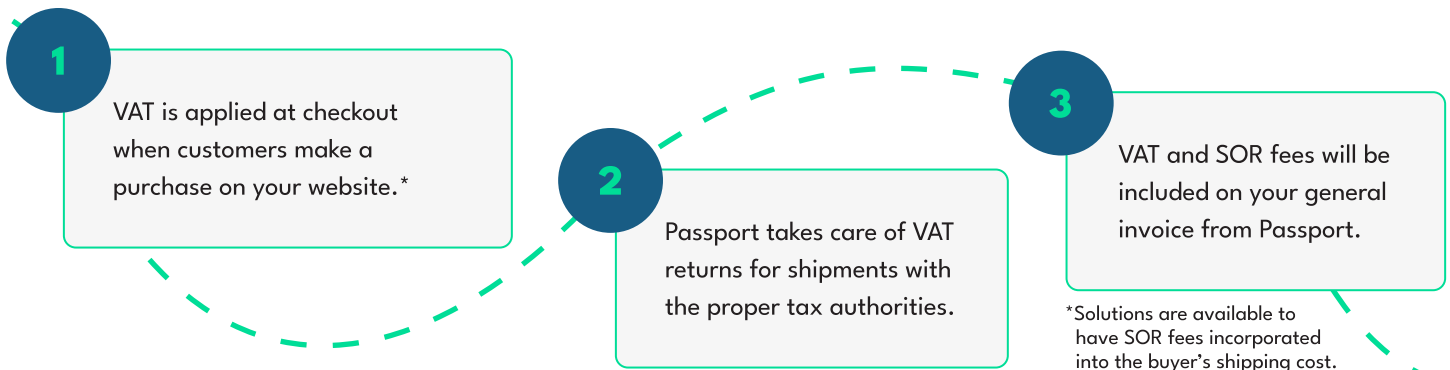 1
VAT is applied at checkout
when customers make a
purchase on your website.*
2
Passport takes care of VAT
returns for shipments with
the proper tax authorities.
3
VAT and SOR fees will be
included on your general
invoice from Passport.
*Solutions are available to
have SOR fees incorporated
into the buyer’s shipping cost.